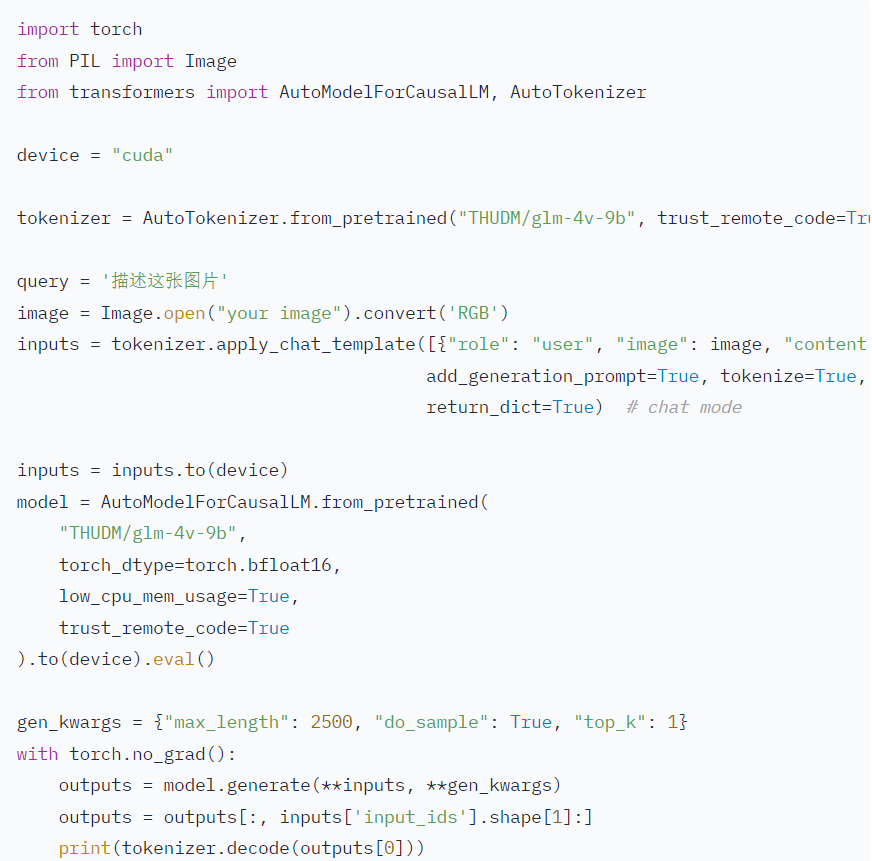 import torch
from PIL import Image
from transformers import AutoModelForCausalLM, AutoTokenizer
device = "cuda"
tokenizer = AutoTokenizer.from_pretrained("THUDM/glm-4v-9b", trust_remote_code=Tru
query = '描述这张图片'
image = Image.open("your image").convert('RGB')
inputs = tokenizer.apply_chat_template([{"role": "user", "image": image, "content
add_generation_prompt=True, tokenize=True,
return_dict=True)  # chat mode
inputs = inputs.to(device)
model = AutoModelForCausalLM.from_pretrained(
    "THUDM/glm-4v-9b",
    torch_dtype=torch.bfloat16,
    low_cpu_mem_usage=True,
    trust_remote_code=True
).to(device).eval()
gen_kwargs = {"max_length": 2500, "do_sample": True, "top_k": 1}
with torch.no_grad():
    outputs = model.generate(**inputs, **gen_kwargs)
    outputs = outputs[:, inputs['input_ids'].shape[1]:]
    print(tokenizer.decode(outputs[0]))